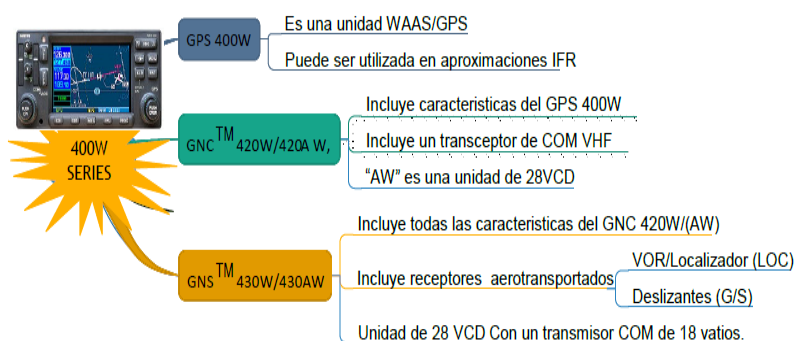 GPS 400W
Es una unidad WAAS/GPS
Puede ser utilizada en aproximaciones IFR
400W
SERIES
GNC™ 420W/420A W,
Incluye caracteristicas del GPS 400W
Incluye un transceptor de COM VHF
“AW” es una unidad de 28VCD
GNS™ 430W/430AW
Incluye todas las caracteristicas del GNC 420W/(AW)
Incluye receptores aerotransportados
VOR/Localizador (LOC)
Deslizantes (G/S)
Unidad de 28 VCD Con un transmisor COM de 18 vatios.